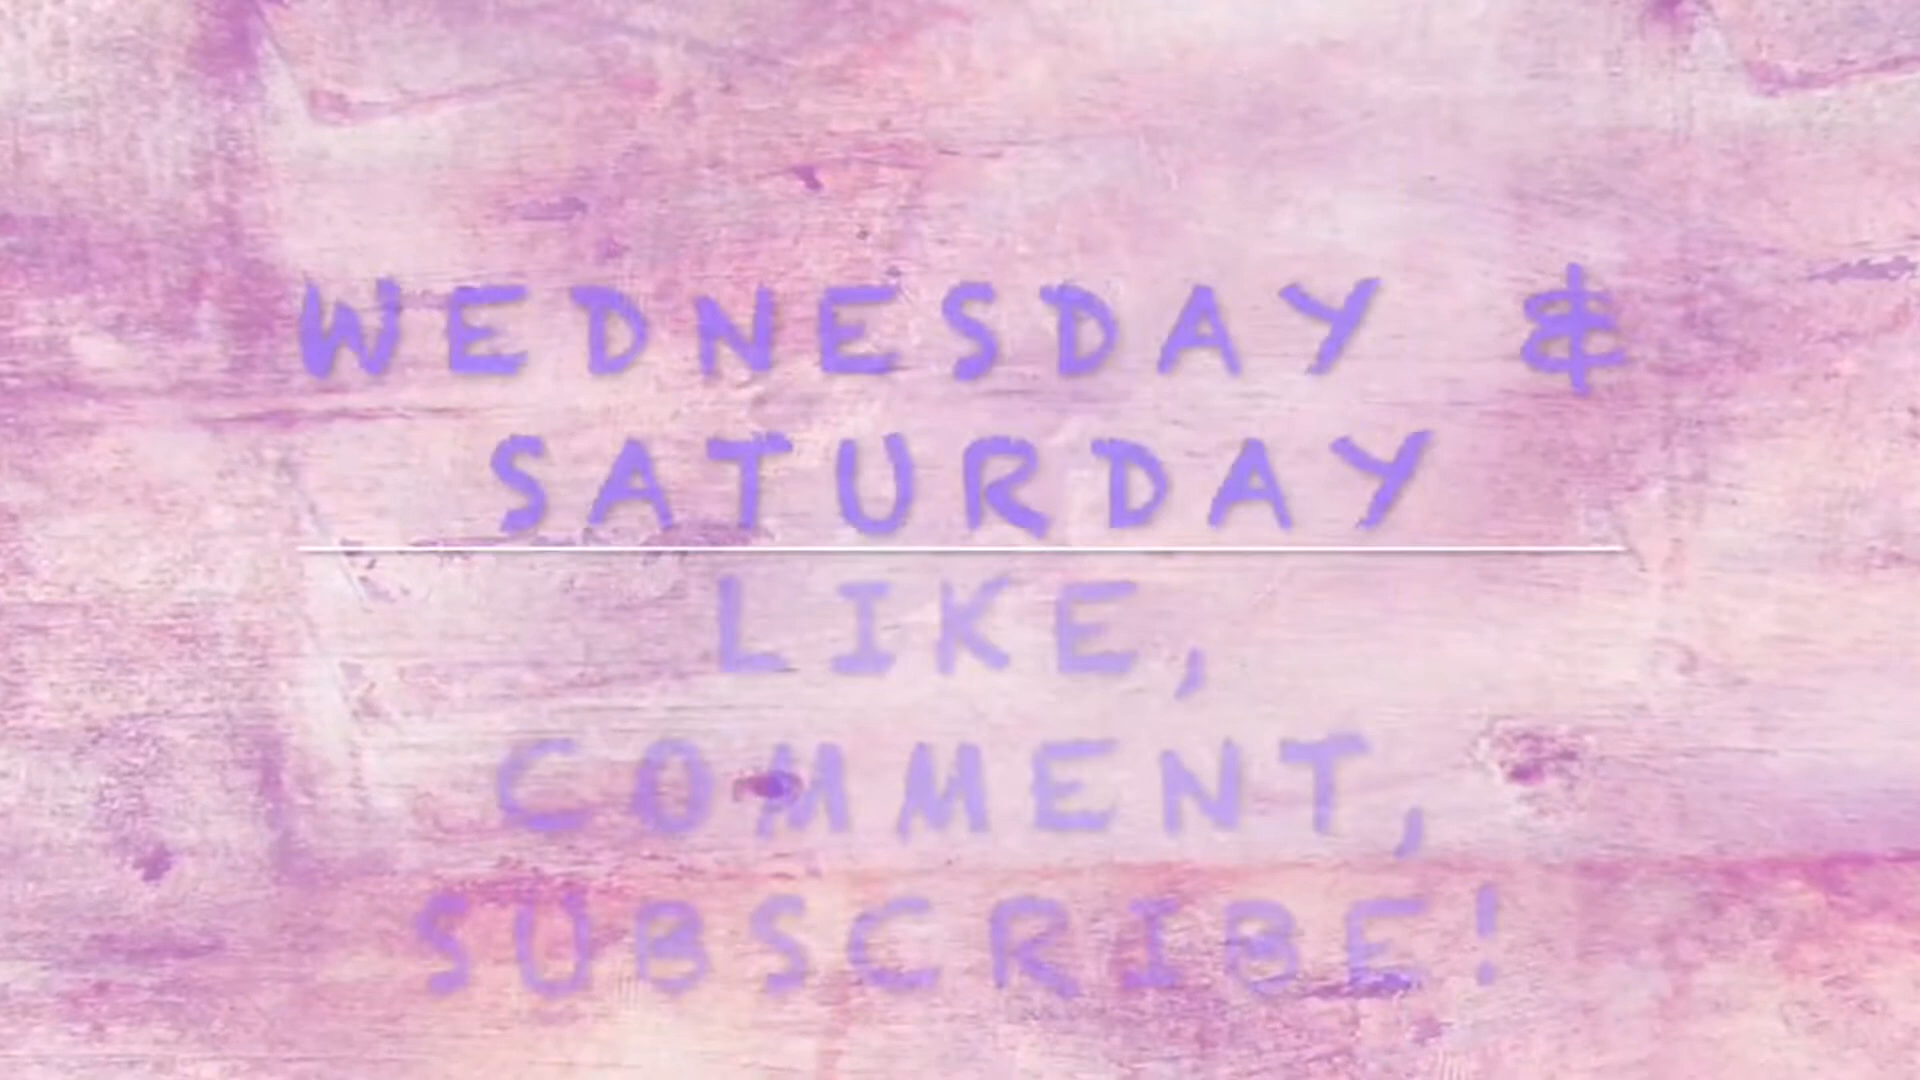 WEDNESDAY &
SATURDAY
LIKE,
COMMENT,
SUBSCRIBE!